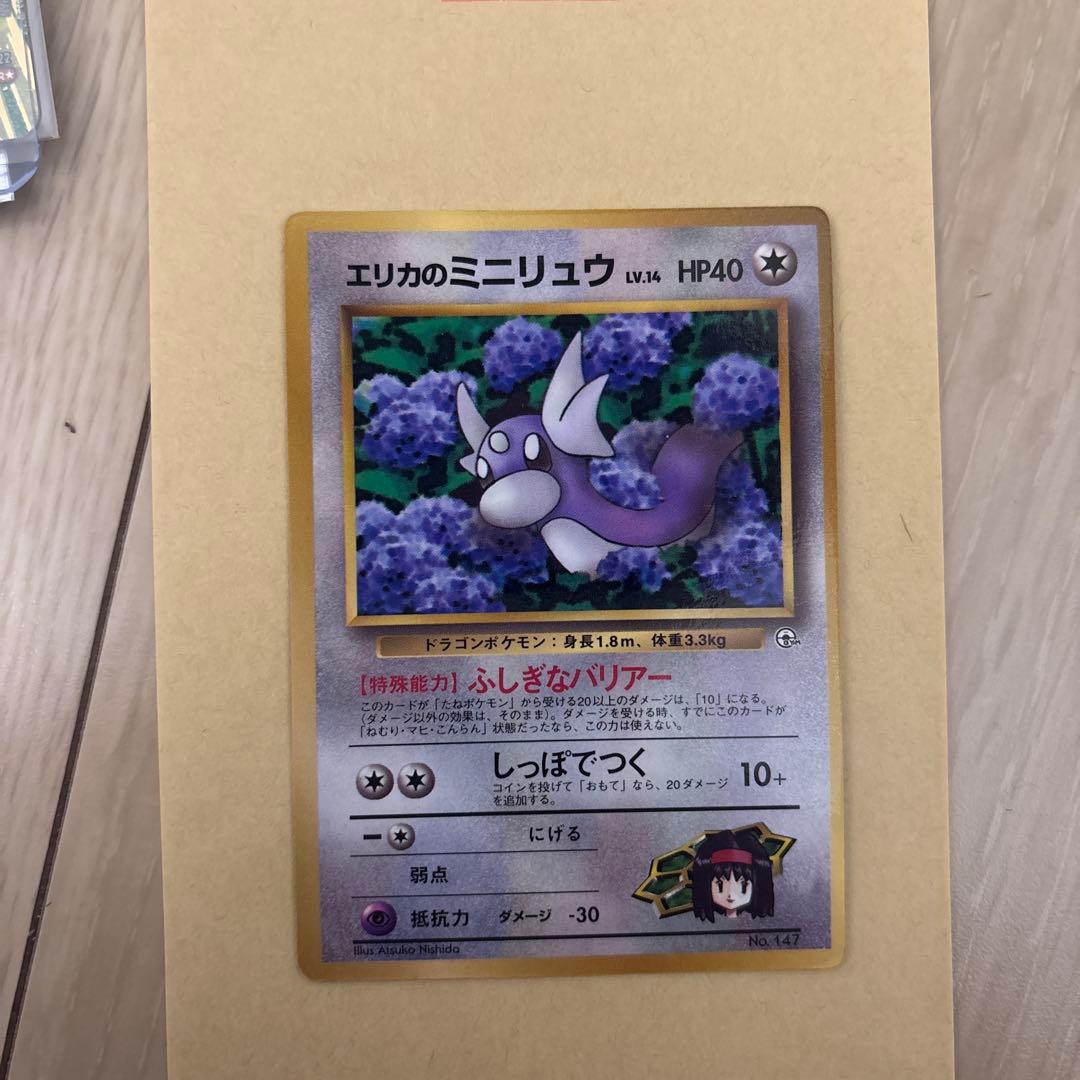 22
R★
エリカのミニリュウ LV.14 HP40
ドラゴンポケモン：身長1.8m、体重3.3kg
GYM
【特殊能力】ふしぎなバリアー
このカードが「たねポケモン」から受ける20以上のダメージは、「10」になる。
（ダメージ以外の効果は、そのまま）。ダメージを受ける時、すでにこのカードが
「ねむり・マヒ・こんらん」状態だったなら、この力は使えない。
しっぽでつく 10+
コインを投げて「おもて」なら、20ダメージ
を追加する。
にげる
弱点
抵抗力 ダメージ -30
No. 147
Illus. Atsuko Nishida